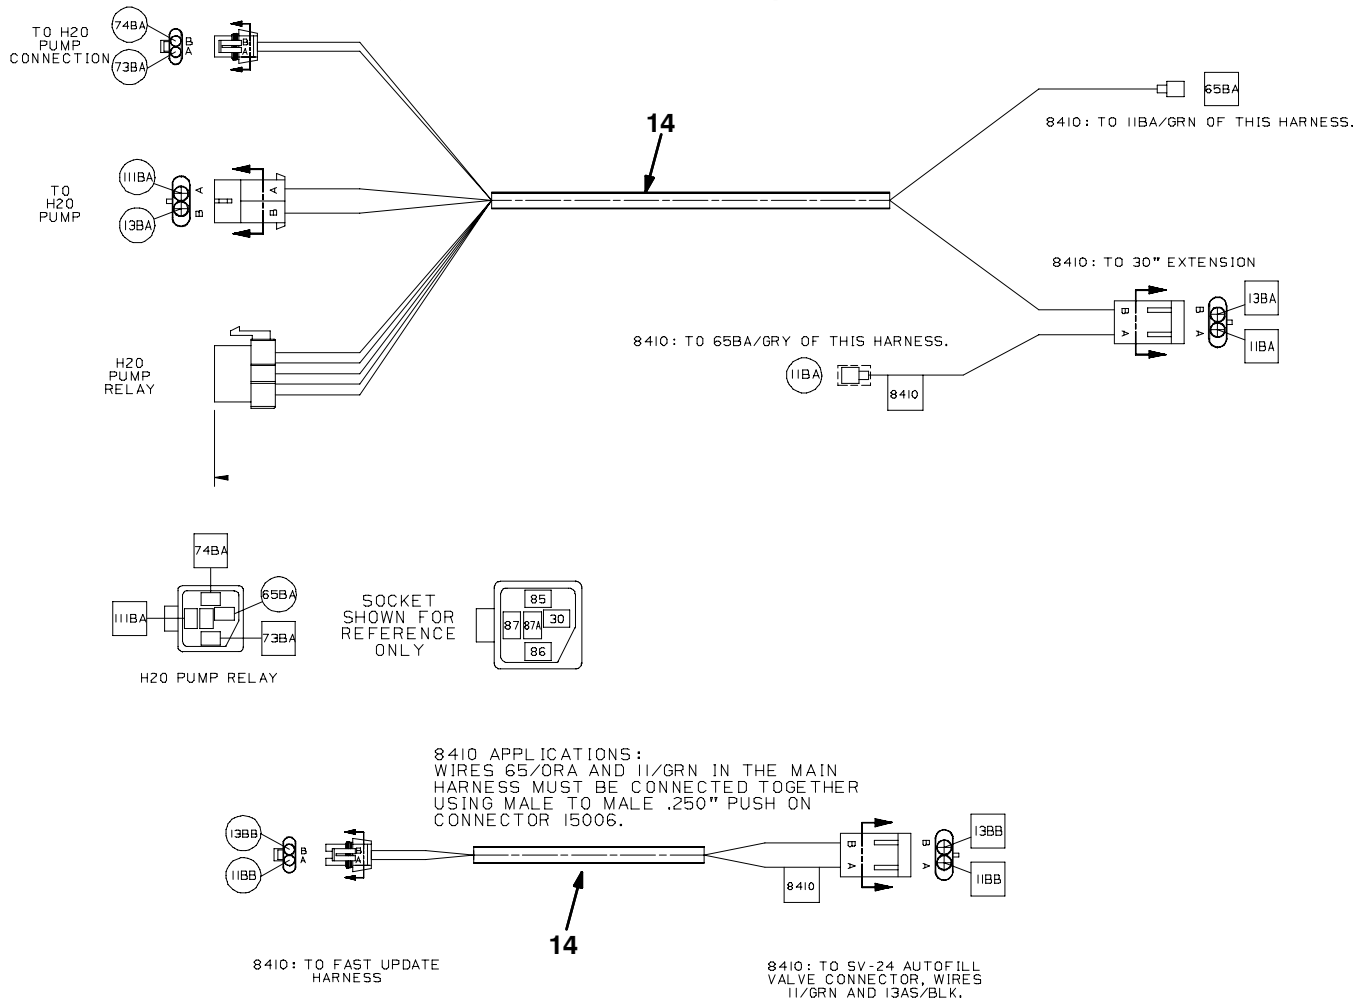 TO H20
PUMP
CONNECTION
74BA
73BA
B
A
B
A
TO
H20
PUMP
111BA
13BA
A
B
A
B
H20
PUMP
RELAY
14
65BA
8410: TO 11BA/GRN OF THIS HARNESS.
8410: TO 30" EXTENSION
B
A
B
A
13BA
11BA
8410: TO 65BA/GRY OF THIS HARNESS.
11BA
8410
74BA
65BA
111BA
73BA
H20 PUMP RELAY
SOCKET
SHOWN FOR
REFERENCE
ONLY
85
87
87A
30
86
8410 APPLICATIONS:
WIRES 65/ORA AND 11/GRN IN THE MAIN
HARNESS MUST BE CONNECTED TOGETHER
USING MALE TO MALE .250" PUSH ON
CONNECTOR 15006.
13BB
11BB
B
A
B
A
14
8410
B
A
B
A
13BB
11BB
8410: TO FAST UPDATE
HARNESS
8410: TO SV-24 AUTOFILL
VALVE CONNECTOR, WIRES
11/GRN AND 13AS/BLK.